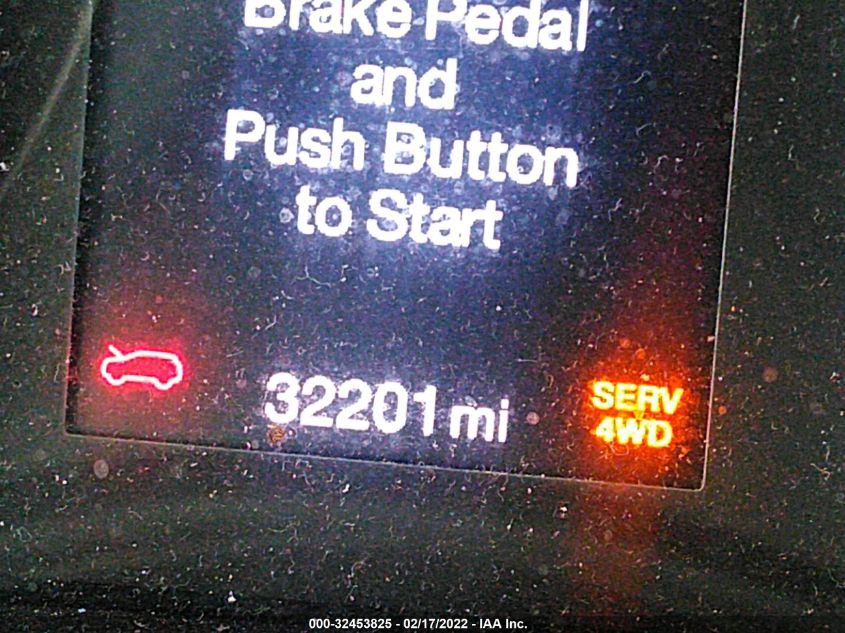 Brake Pedal
and
Push Button
to Start
32201 mi
SERV
4WD
000-32453825 - 02/17/2022 - IAA Inc.